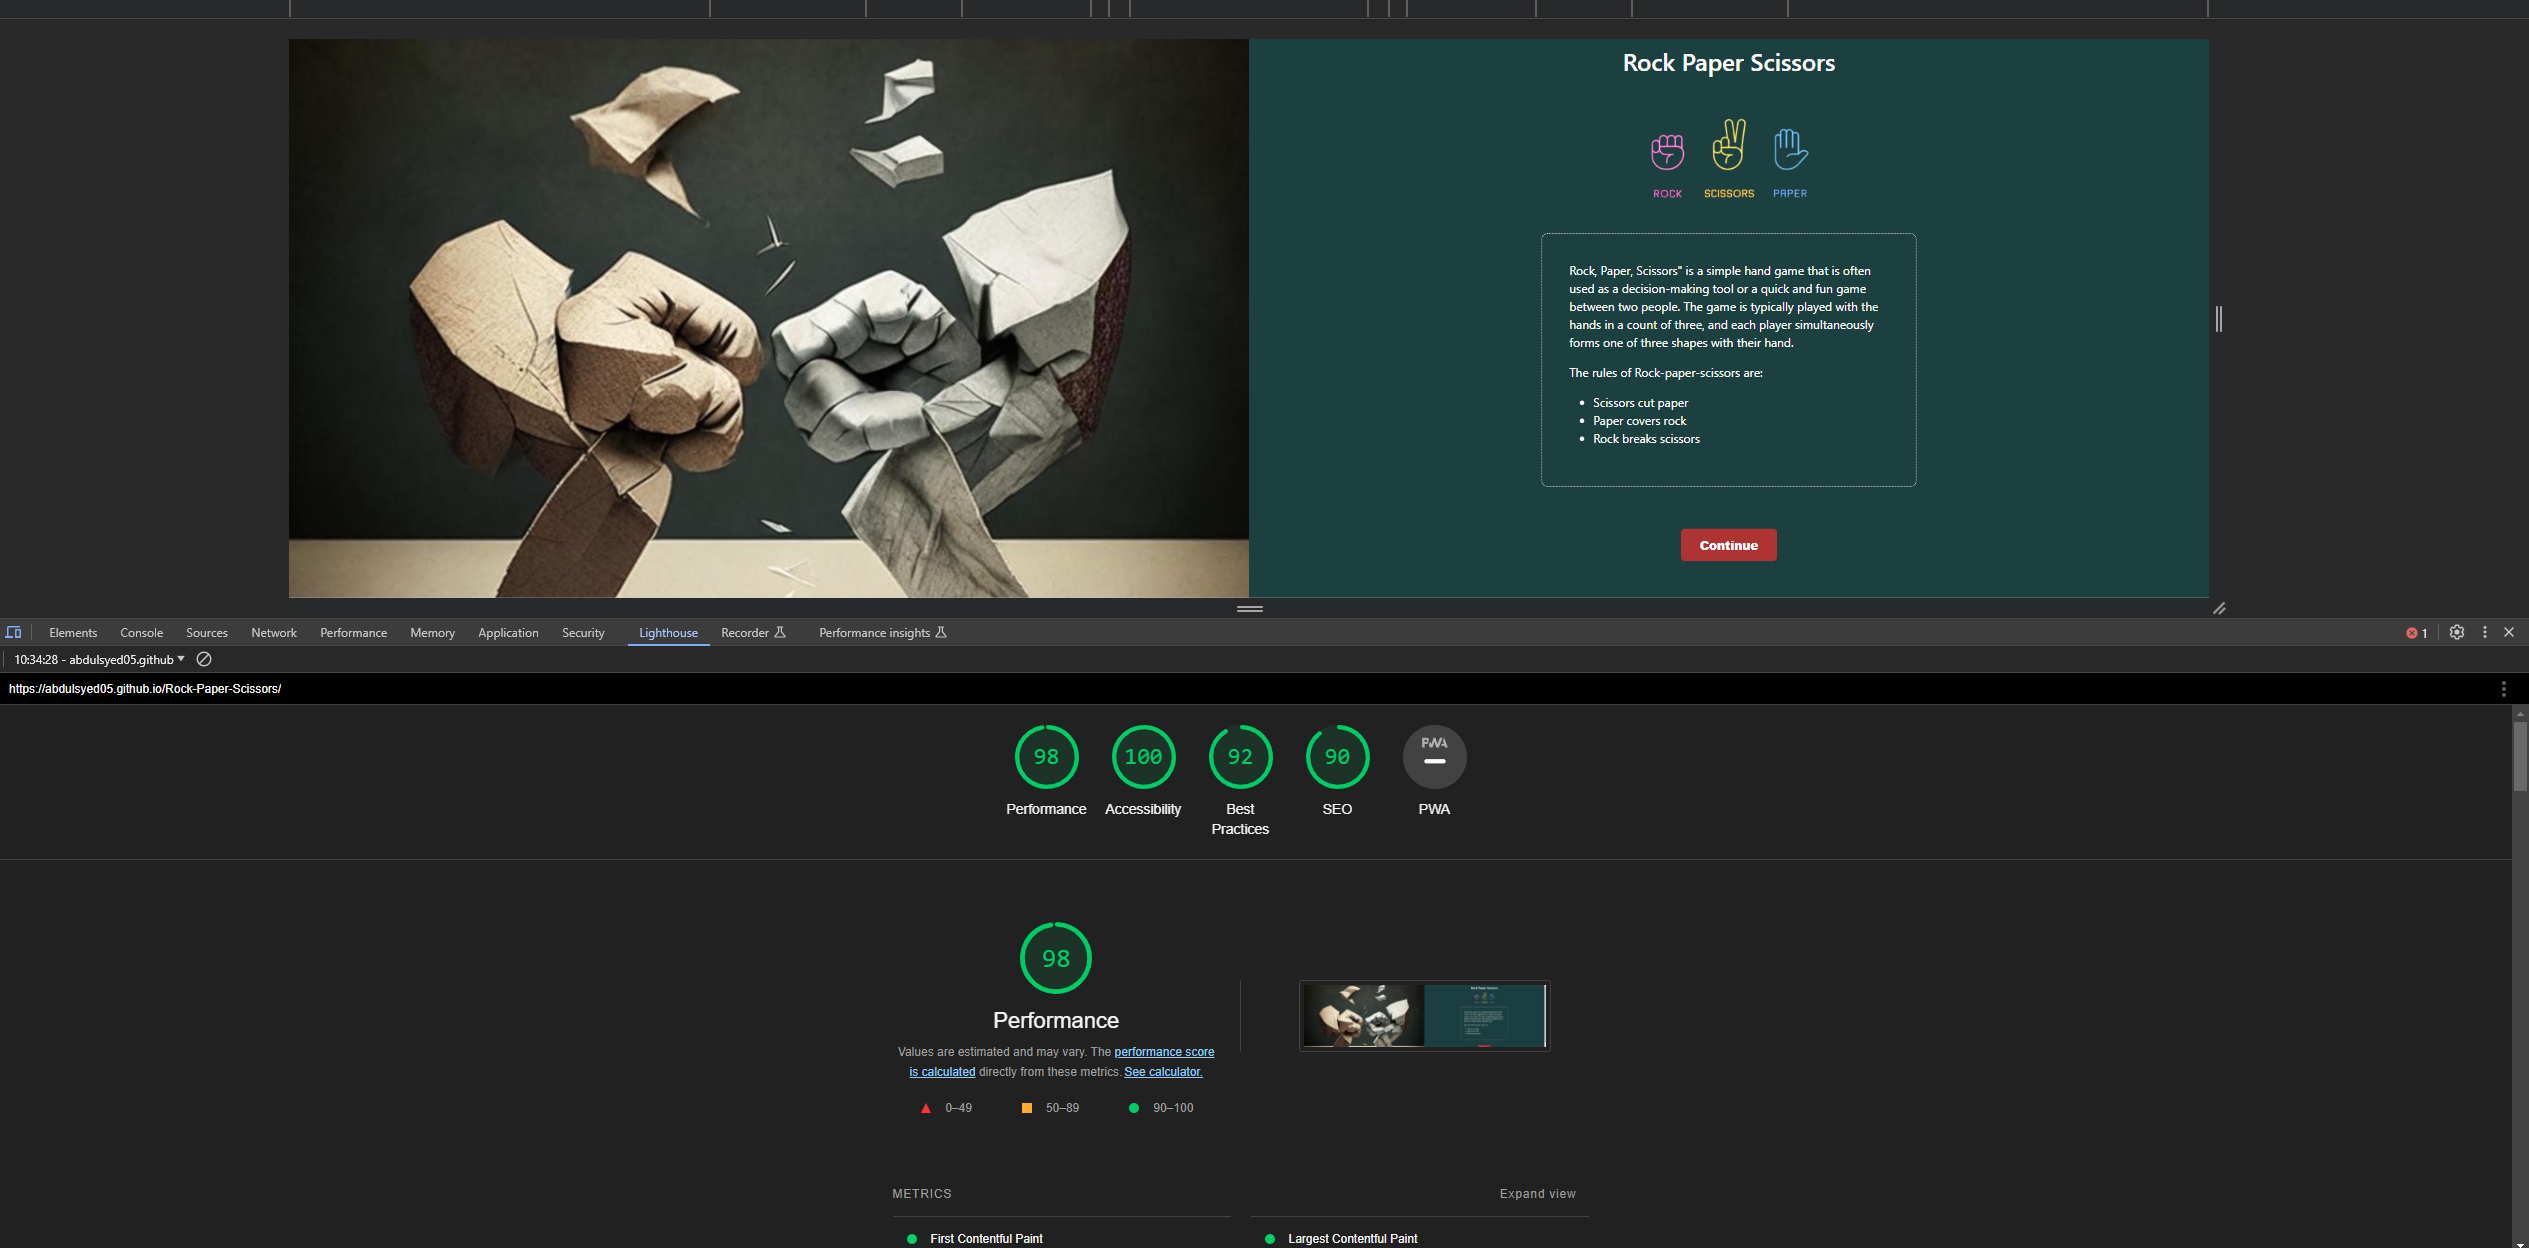 Rock Paper Scissors
ROCK SCISSORS PAPER
Rock, Paper, Scissors" is a simple hand game that is often
used as a decision-making tool or a quick and fun game
between two people. The game is typically played with the
hands in a count of three, and each player simultaneously
forms one of three shapes with their hand.
The rules of Rock-paper-scissors are:
• Scissors cut paper
• Paper covers rock
• Rock breaks scissors
Continue
Elements Console Sources Network Performance Memory Application Security Lighthouse Recorder Performance insights 1
10:34:28 - abdulsyed05.github
https://abdulsyed05.github.io/Rock-Paper-Scissors/
98 100 92 90 PWA
Performance Accessibility Best SEO PWA
Practices
98
Performance
Values are estimated and may vary. The performance score
is calculated directly from these metrics. See calculator.
0–49 50–89 90–100
Rock Paper Scissors
METRICS Expand view
First Contentful Paint Largest Contentful Paint